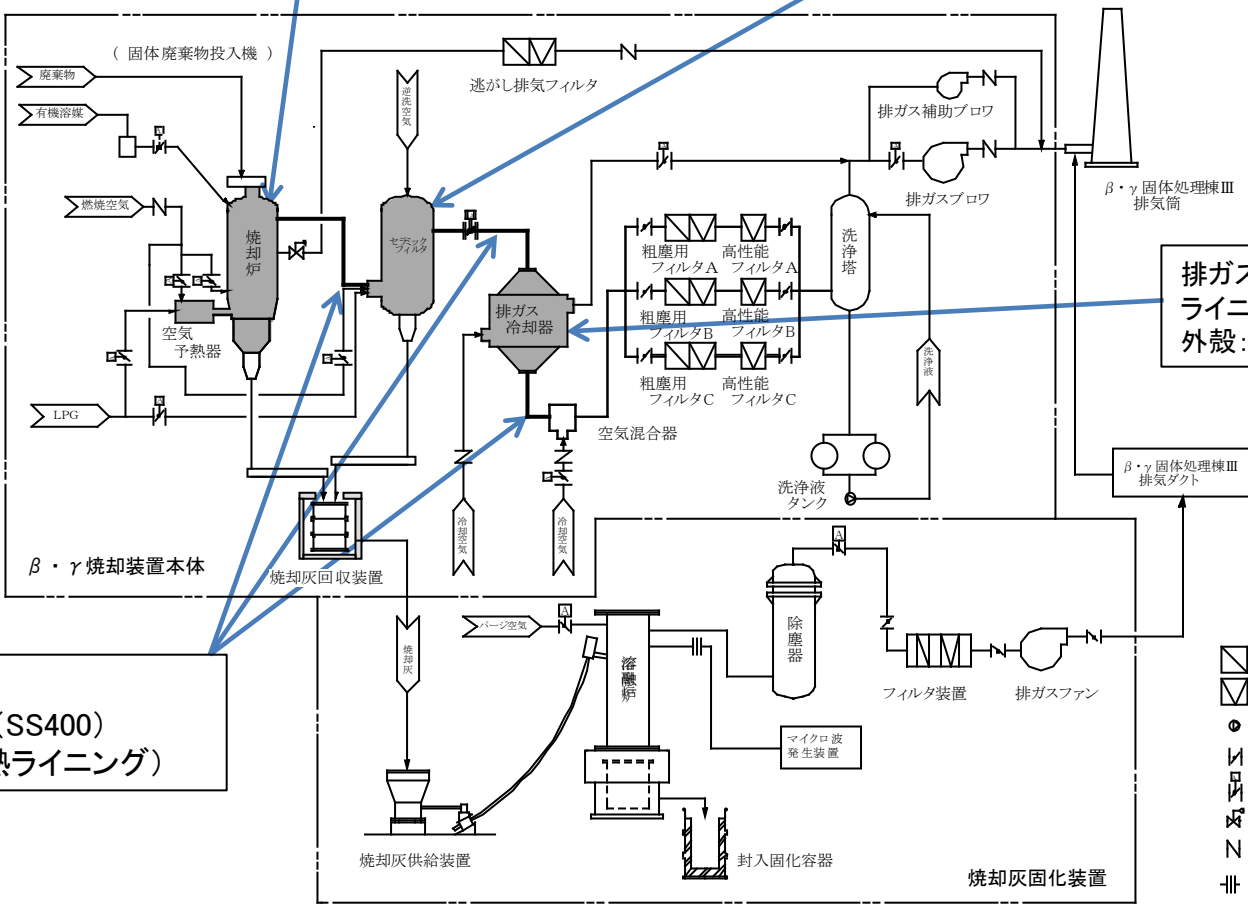 ( 固体廃棄物投入機 )
廃棄物
有機溶媒
逆洗空気
逃がし排気フィルタ
排ガス補助ブロワ
排ガスブロワ
β・γ 固体処理棟Ⅲ
排気筒
燃焼空気
焼却炉
セラミック
フィルタ
空気
予熱器
LPG
排ガス
冷却器
粗塵用
フィルタA
高性能
フィルタA
粗塵用
フィルタB
高性能
フィルタB
粗塵用
フィルタC
高性能
フィルタC
洗浄塔
洗浄液
空気混合器
洗浄液
タンク
排ガス
ライニ
外殻:
β・γ 固体処理棟Ⅲ
排気ダクト
冷却空気
冷却空気
β・γ焼却装置本体
焼却灰回収装置
焼却灰
パージ空気
A
A
溶融炉
除塵器
フィルタ装置
排ガスファン
マイクロ波
発生装置
(SS400)
熱ライニング)
焼却灰供給装置
封入固化容器
焼却灰固化装置